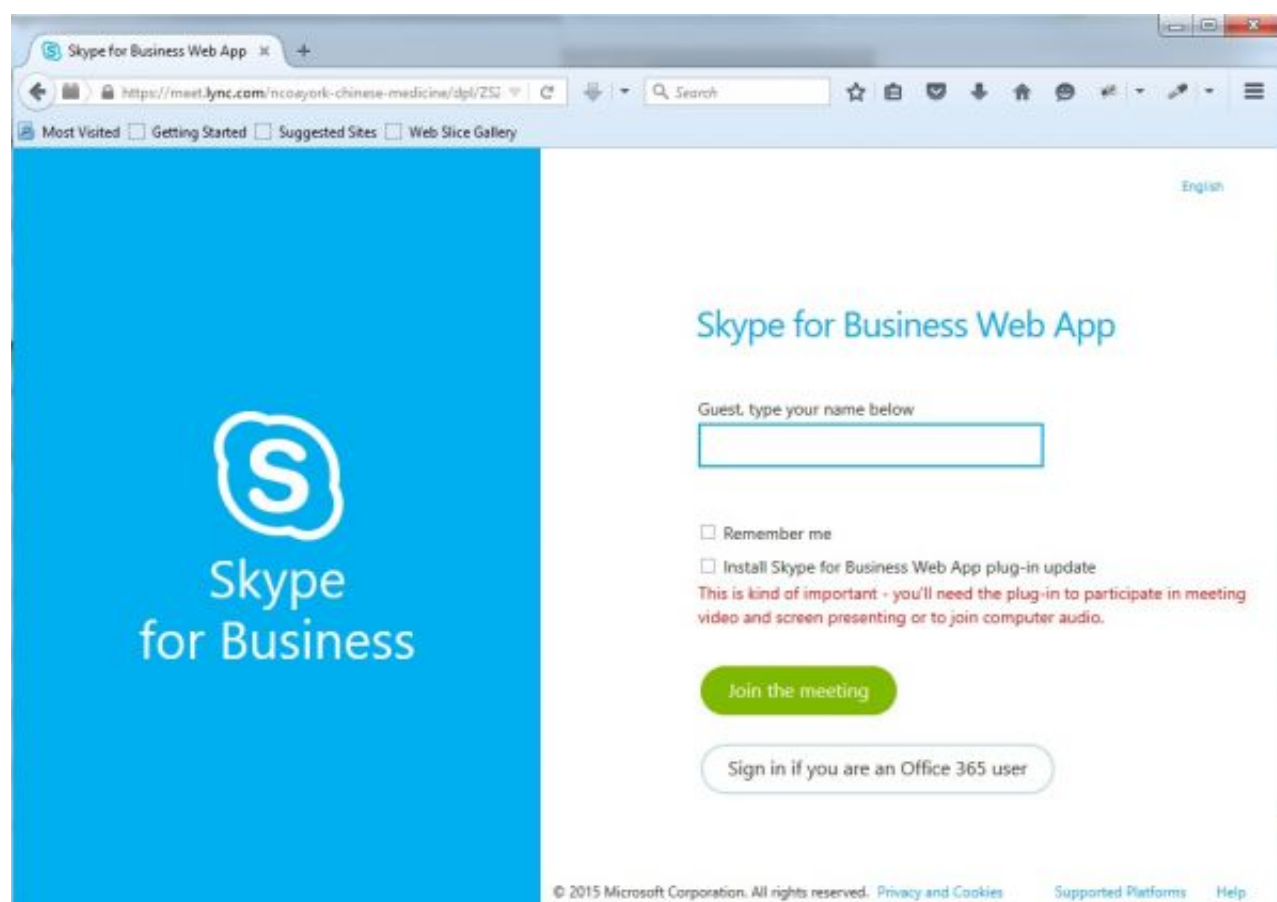 Skype for Business Web App
https://meet.lync.com/ncoayork-chinese-medicine/dpl/
Search
Most Visited Getting Started Suggested Sites Web Slice Gallery
English
Skype for Business Web App
Guest, type your name below
Remember me
Install Skype for Business Web App plug-in update
This is kind of important - you'll need the plug-in to participate in meeting
video and screen presenting or to join computer audio.
Join the meeting
Sign in if you are an Office 365 user
S
Skype
for Business
© 2015 Microsoft Corporation. All rights reserved. Privacy and Cookies Supported Platforms Help